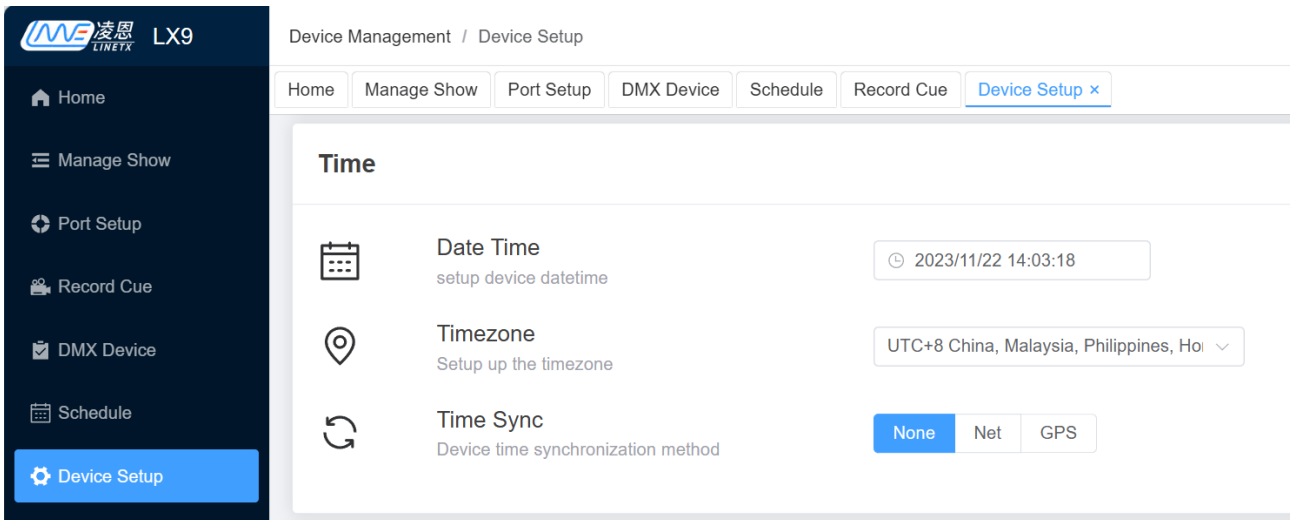 凌恩
LINETX
LX9
Device Management / Device Setup
Home
Manage Show
Port Setup
DMX Device
Schedule
Record Cue
Device Setup ×
Home
Manage Show
Port Setup
Record Cue
DMX Device
Schedule
Device Setup
Time
Date Time
setup device datetime
2023/11/22 14:03:18
Timezone
Setup up the timezone
UTC+8 China, Malaysia, Philippines, Ho
Time Sync
Device time synchronization method
None
Net
GPS